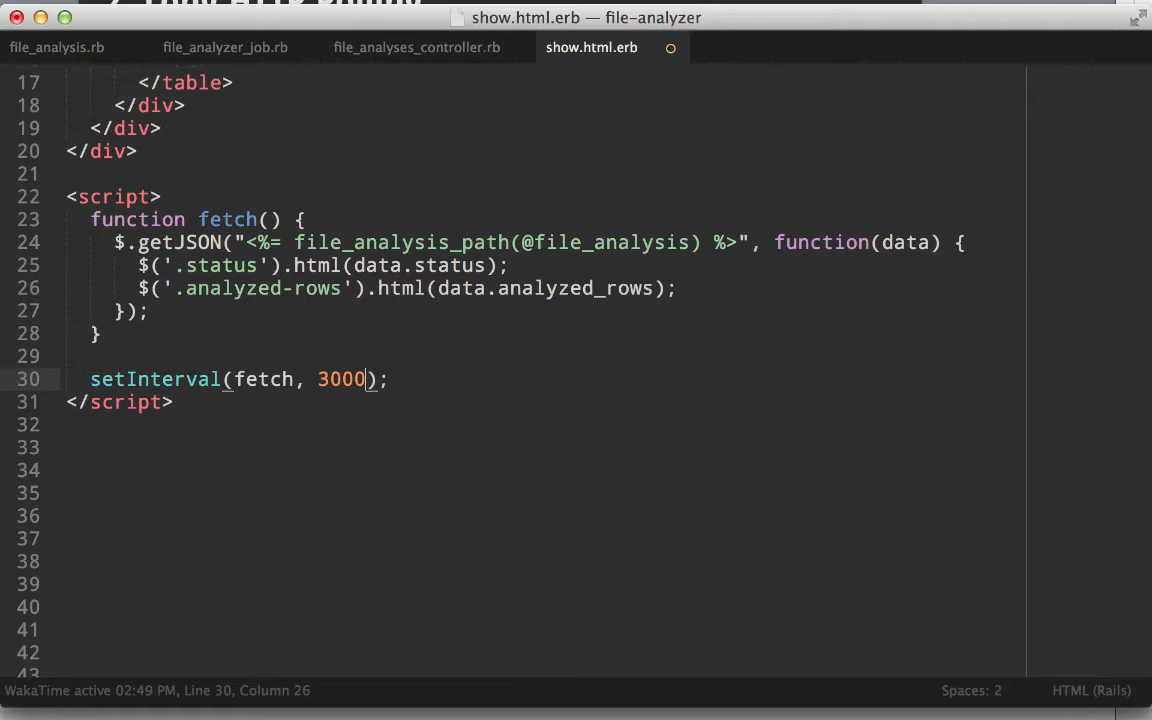 show.html.erb — file-analyzer
file_analysis.rb file_analyzer_job.rb file_analyses_controller.rb show.html.erb
17 </table>
18 </div>
19 </div>
20 </div>
21
22 <script>
23 function fetch() {
24 $.getJSON("<%= file_analysis_path(@file_analysis) %>", function(data) {
25 $('.status').html(data.status);
26 $('.analyzed-rows').html(data.analyzed_rows);
27 });
28 }
29
30 setInterval(fetch, 3000);
31 </script>
32
33
34
35
36
37
38
39
40
41
42
43
WakaTime active 02:49 PM, Line 30, Column 26 Spaces: 2 HTML (Rails)